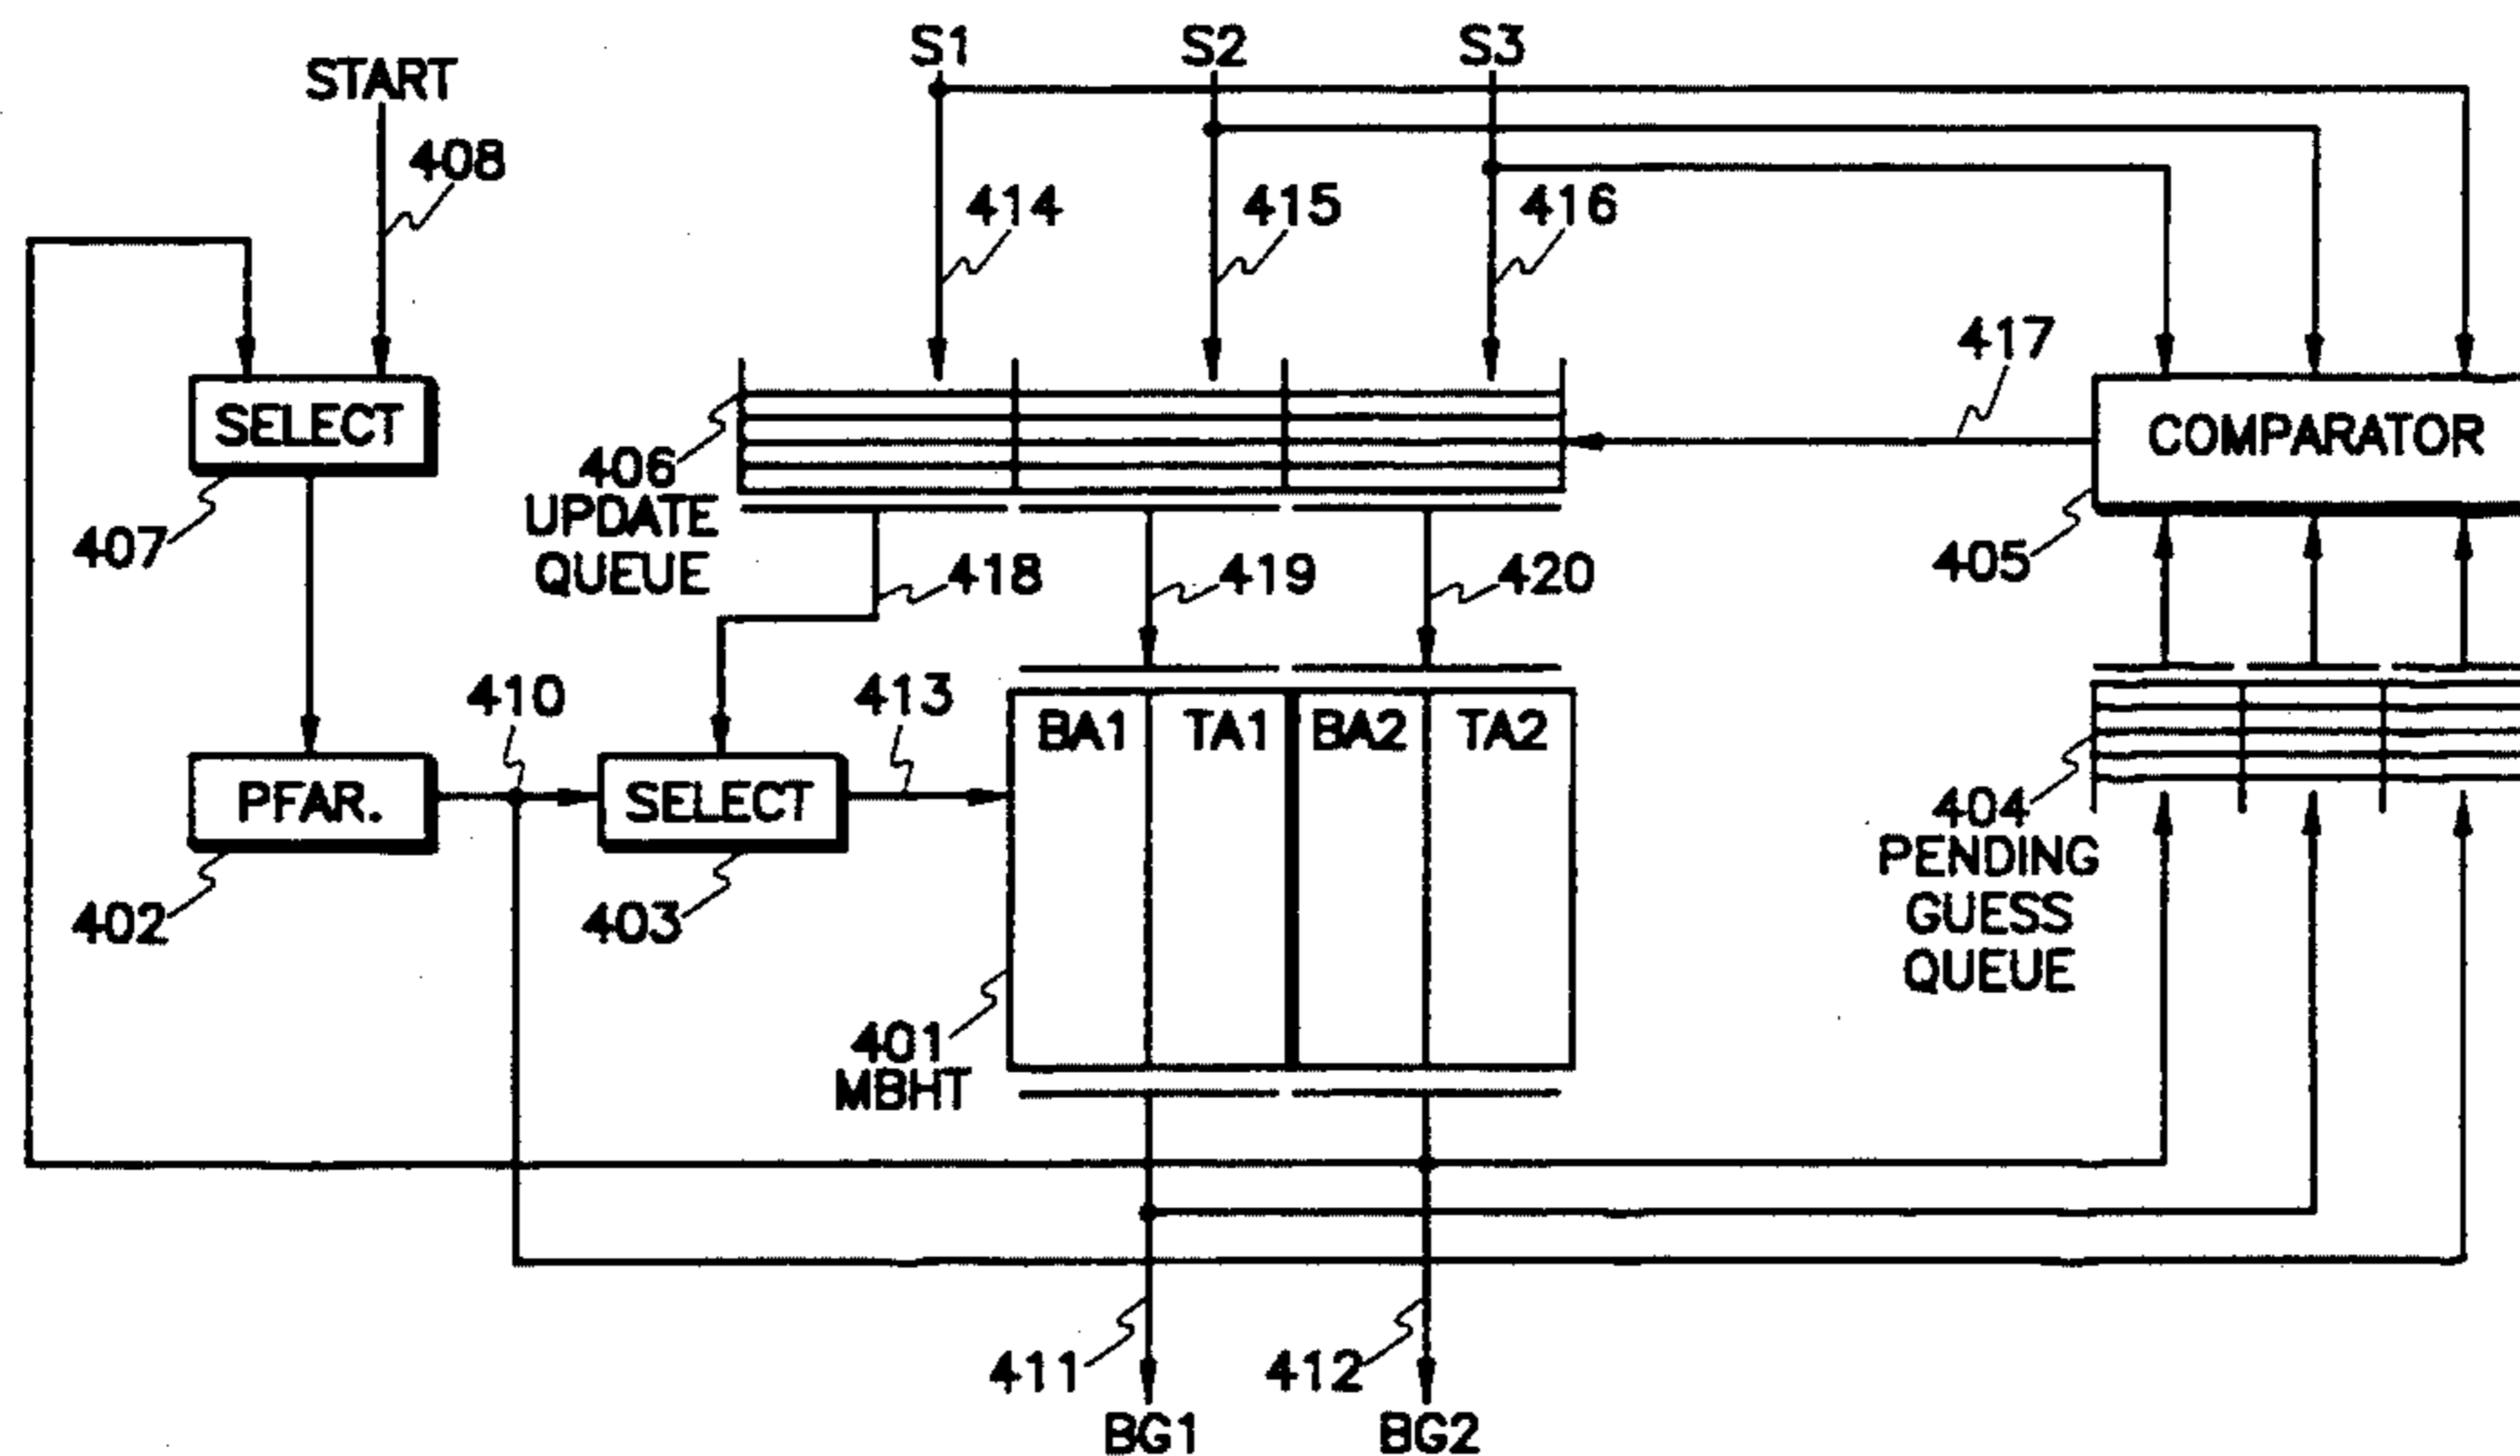 S1
S2
S3
START
408
414
415
416
417
SELECT
COMPARATOR
406
UPDATE
QUEUE
407
405
418
419
420
410
413
BA1
TA1
BA2
TA2
PFAR.
SELECT
404
PENDING
GUESS
QUEUE
402
403
401
MBHT
411
412
BG1
BG2